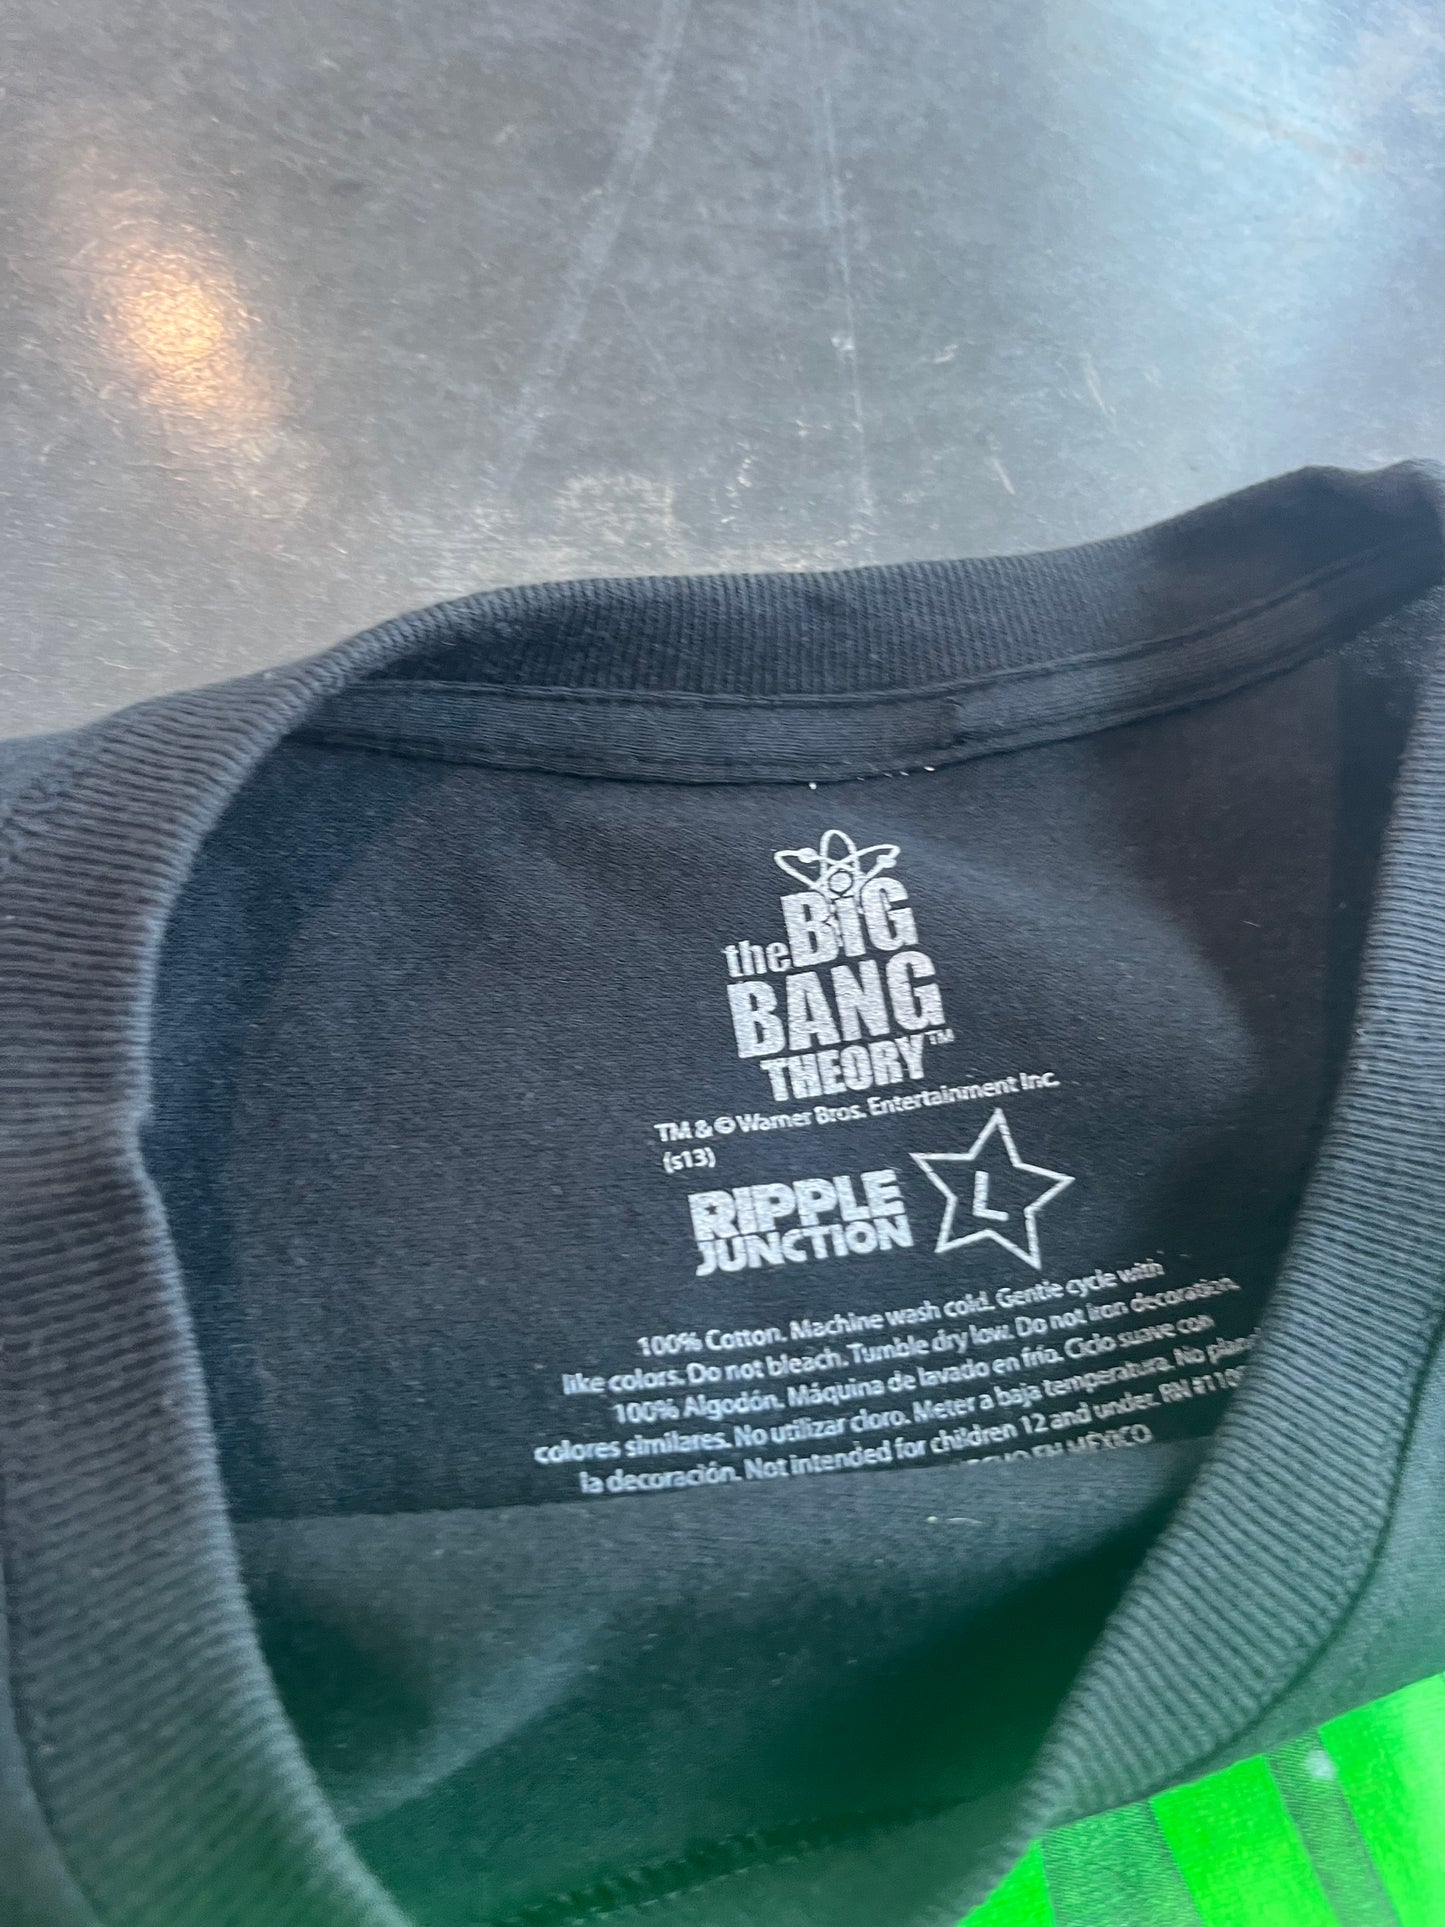 the BiG
BANG
THEORY™
TM & © Warner Bros. Entertainment Inc.
(s13)
RIPPLE
JUNCTION
L
100% Cotton. Machine wash cold. Gentle cycle with
like colors. Do not bleach. Tumble dry low. Do not iron decoration.
100% Algodón. Máquina de lavado en frío. Ciclo suave con
colores similares. No utilizar cloro. Meter a baja temperatura. No
la decoración. Not intended for children 12 and under. RN
EN MÉXICO